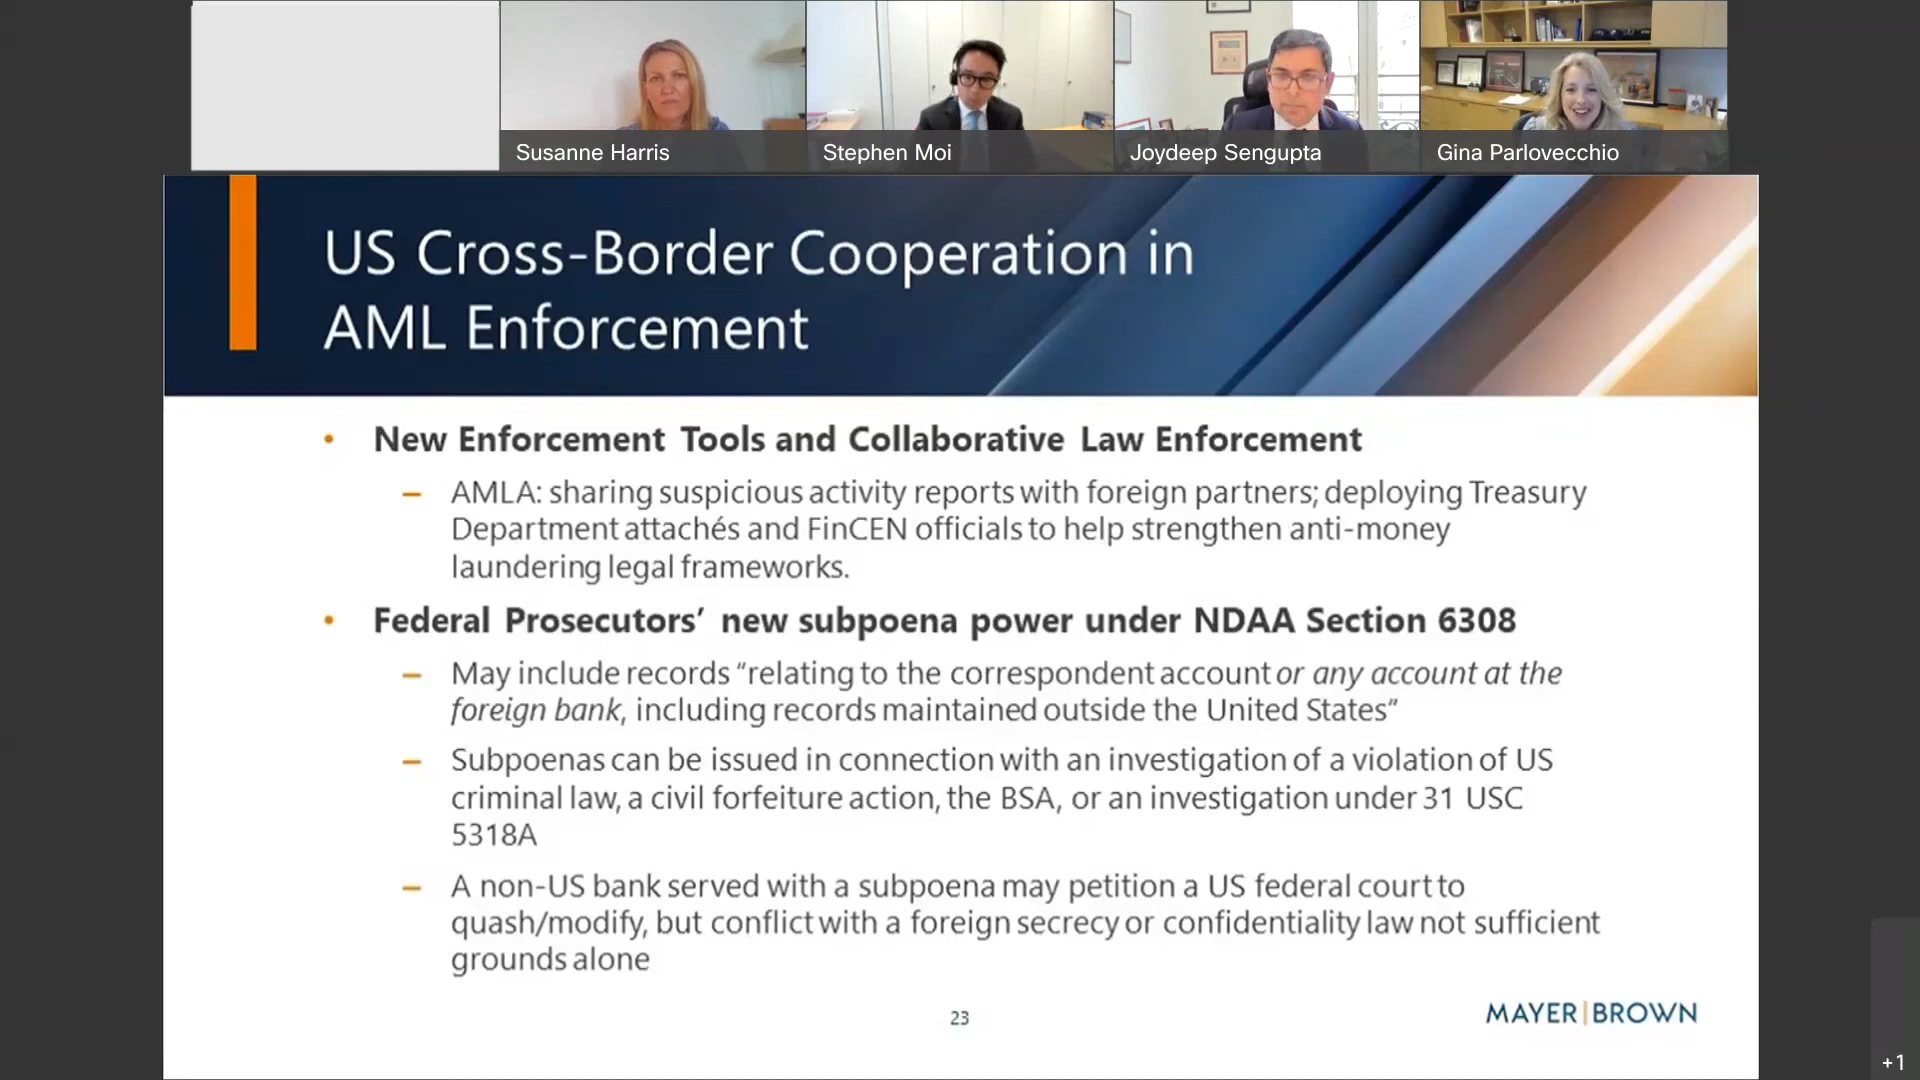 Susanne Harris
Stephen Moi
Joydeep Sengupta
Gina Parlovecchio
US Cross-Border Cooperation in
AML Enforcement
• New Enforcement Tools and Collaborative Law Enforcement
– AMLA: sharing suspicious activity reports with foreign partners; deploying Treasury
Department attachés and FinCEN officials to help strengthen anti-money
laundering legal frameworks.
• Federal Prosecutors’ new subpoena power under NDAA Section 6308
– May include records “relating to the correspondent account or any account at the
foreign bank, including records maintained outside the United States”
– Subpoenas can be issued in connection with an investigation of a violation of US
criminal law, a civil forfeiture action, the BSA, or an investigation under 31 USC
5318A
– A non-US bank served with a subpoena may petition a US federal court to
quash/modify, but conflict with a foreign secrecy or confidentiality law not sufficient
grounds alone
23
MAYER|BROWN
+1